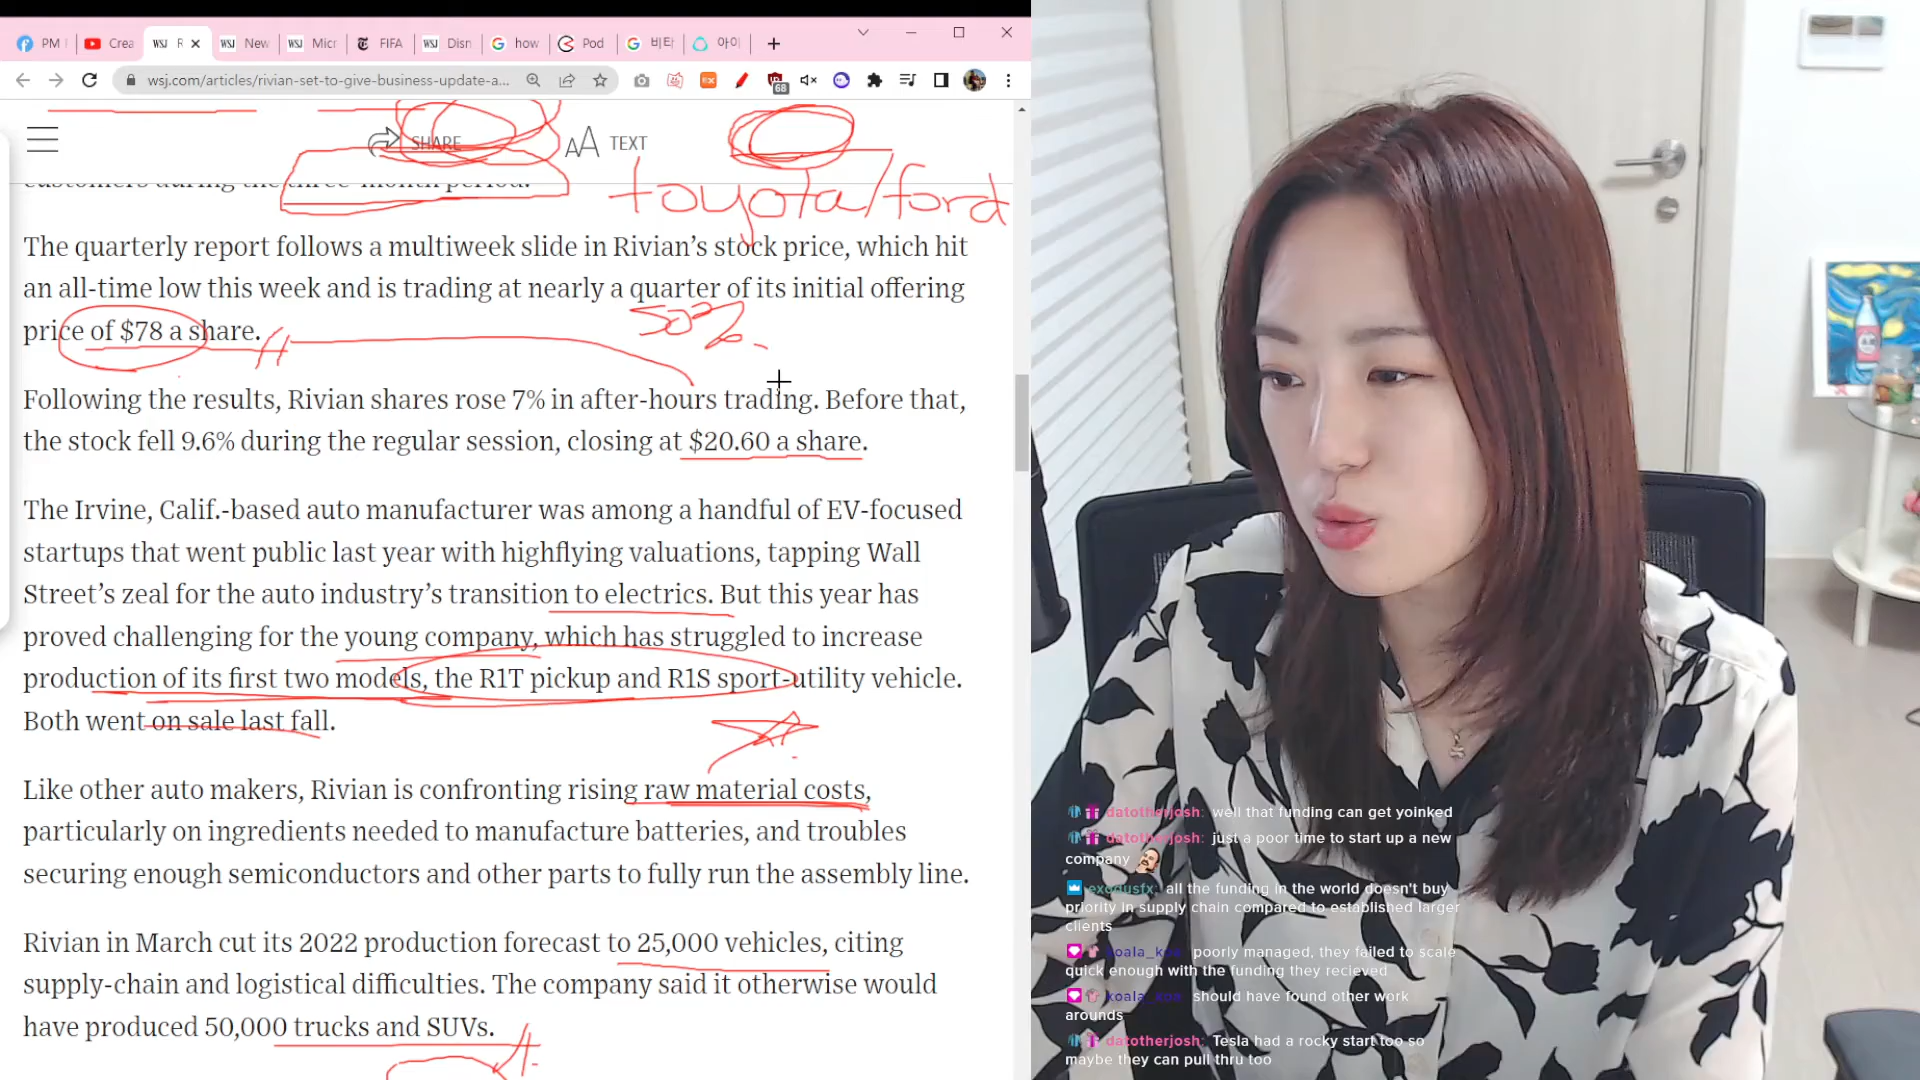 PM
Crea
WSJ R
WSJ New
WSJ Micr
FIFA
WSJ Disn
how
Pod
비타
아이
wsj.com/articles/rivian-set-to-give-business-update-a...
68
SHARE
AA TEXT
customers during the three-month period.
toyota/ford
The quarterly report follows a multiweek slide in Rivian’s stock price, which hit
an all-time low this week and is trading at nearly a quarter of its initial offering
price of $78 a share.
Following the results, Rivian shares rose 7% in after-hours trading. Before that,
the stock fell 9.6% during the regular session, closing at $20.60 a share.
The Irvine, Calif.-based auto manufacturer was among a handful of EV-focused
startups that went public last year with highflying valuations, tapping Wall
Street’s zeal for the auto industry’s transition to electrics. But this year has
proved challenging for the young company, which has struggled to increase
production of its first two models, the R1T pickup and R1S sport-utility vehicle.
Both went on sale last fall.
Like other auto makers, Rivian is confronting rising raw material costs,
particularly on ingredients needed to manufacture batteries, and troubles
securing enough semiconductors and other parts to fully run the assembly line.
Rivian in March cut its 2022 production forecast to 25,000 vehicles, citing
supply-chain and logistical difficulties. The company said it otherwise would
have produced 50,000 trucks and SUVs.
datotherjosh: well that funding can get yoinked
datotherjosh: just a poor time to start up a new
company
exodusfx: all the funding in the world doesn't buy
priority in supply chain compared to established larger
clients
koala_koa: poorly managed, they failed to scale
quick enough with the funding they recieved
koala_koa: should have found other work
arounds
datotherjosh: Tesla had a rocky start too so
maybe they can pull thru too